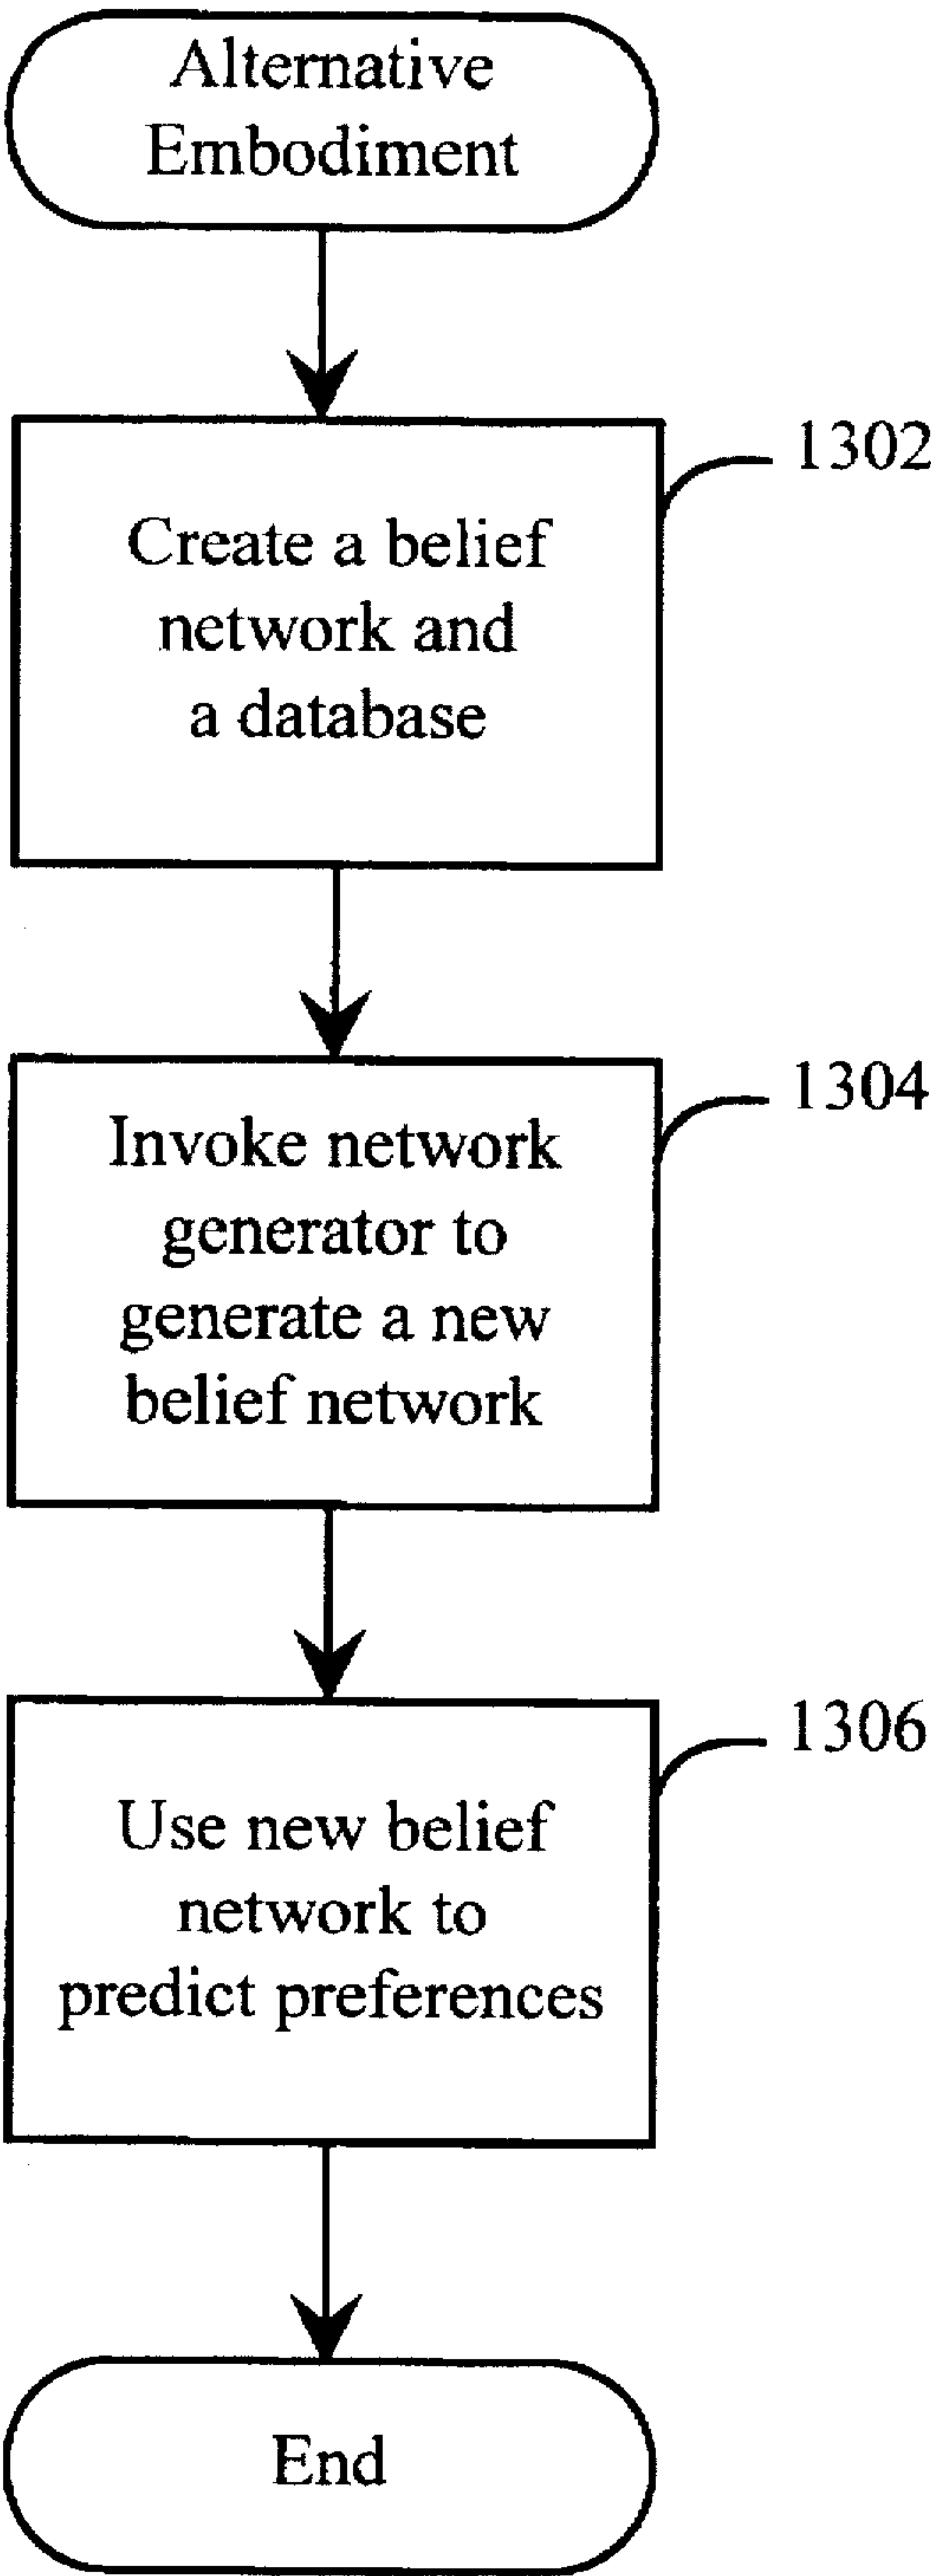 Alternative
Embodiment
1302
Create a belief
network and
a database
1304
Invoke network
generator to
generate a new
belief network
1306
Use new belief
network to
predict preferences
End